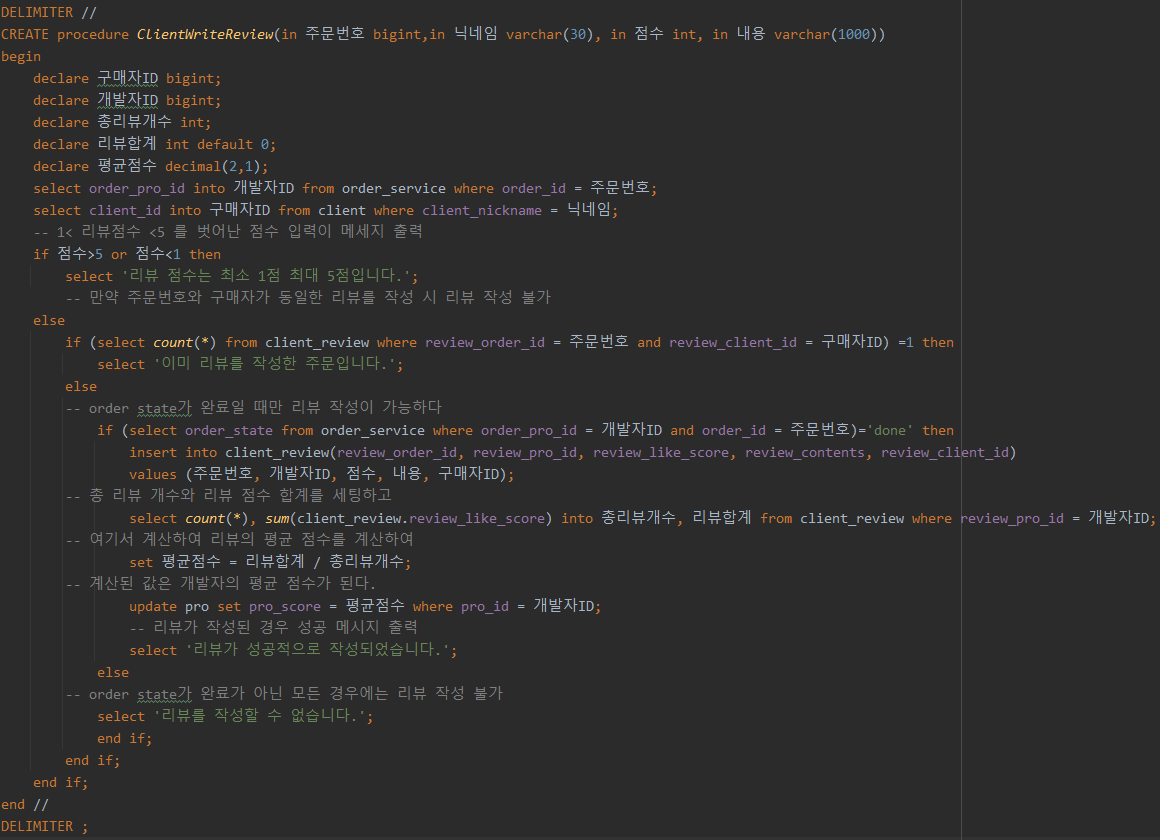 DELIMITER //
CREATE procedure ClientWriteReview(in 주문번호 bigint,in 닉네임 varchar(30), in 점수 int, in 내용 varchar(1000))
begin
    declare 구매자ID bigint;
    declare 개발자ID bigint;
    declare 총리뷰개수 int;
    declare 리뷰합계 int default 0;
    declare 평균점수 decimal(2,1);
    select order_pro_id into 개발자ID from order_service where order_id = 주문번호;
    select client_id into 구매자ID from client where client_nickname = 닉네임;
    -- 1< 리뷰점수 <5 를 벗어난 점수 입력이 메세지 출력
    if 점수>5 or 점수<1 then
        select '리뷰 점수는 최소 1점 최대 5점입니다.';
        -- 만약 주문번호와 구매자가 동일한 리뷰를 작성 시 리뷰 작성 불가
    else
        if (select count(*) from client_review where review_order_id = 주문번호 and review_client_id = 구매자ID) =1 then
            select '이미 리뷰를 작성한 주문입니다.';
        else
        -- order state가 완료일 때만 리뷰 작성이 가능하다
            if (select order_state from order_service where order_pro_id = 개발자ID and order_id = 주문번호)='done' then
                insert into client_review(review_order_id, review_pro_id, review_like_score, review_contents, review_client_id)
                values (주문번호, 개발자ID, 점수, 내용, 구매자ID);
        -- 총 리뷰 개수와 리뷰 점수 합계를 세팅하고
                select count(*), sum(client_review.review_like_score) into 총리뷰개수, 리뷰합계 from client_review where review_pro_id = 개발자ID;
        -- 여기서 계산하여 리뷰의 평균 점수를 계산하여
                set 평균점수 = 리뷰합계 / 총리뷰개수;
        -- 계산된 값은 개발자의 평균 점수가 된다.
                update pro set pro_score = 평균점수 where pro_id = 개발자ID;
                -- 리뷰가 작성된 경우 성공 메시지 출력
                select '리뷰가 성공적으로 작성되었습니다.';
            else
        -- order state가 완료가 아닌 모든 경우에는 리뷰 작성 불가
            select '리뷰를 작성할 수 없습니다.';
            end if;
        end if;
    end if;
end //
DELIMITER ;